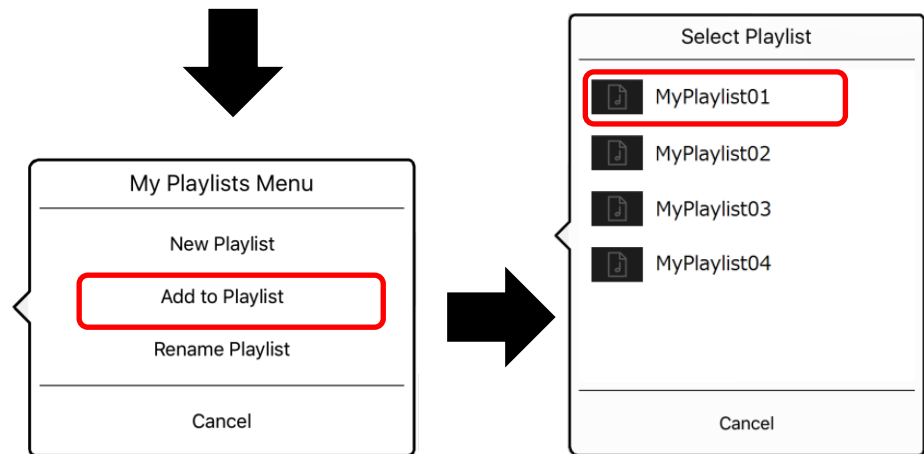 My Playlists Menu
New Playlist
Add to Playlist
Rename Playlist
Cancel
Select Playlist
MyPlaylist01
MyPlaylist02
MyPlaylist03
MyPlaylist04
Cancel